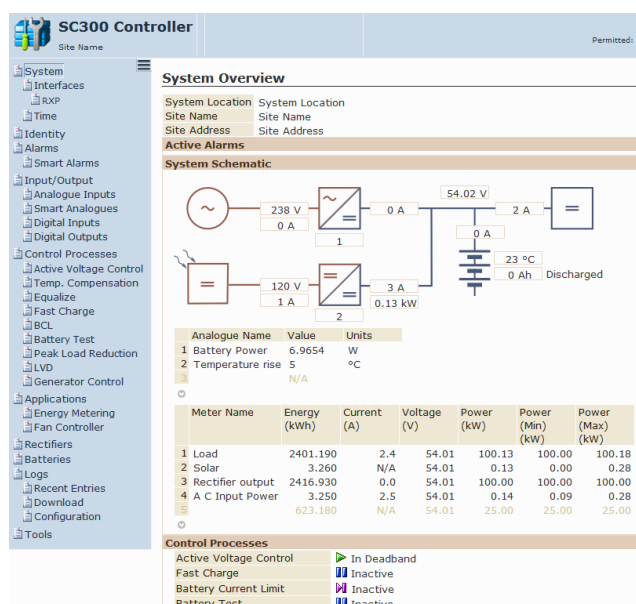 SC300 Controller
Site Name
Permitted:
System
Interfaces
RXP
Time
Identity
Alarms
Smart Alarms
Input/Output
Analogue Inputs
Smart Analogues
Digital Inputs
Digital Outputs
Control Processes
Active Voltage Control
Temp. Compensation
Equalize
Fast Charge
BCL
Battery Test
Peak Load Reduction
LVD
Generator Control
Applications
Energy Metering
Fan Controller
Rectifiers
Batteries
Logs
Recent Entries
Download
Configuration
Tools
System Overview
System Location System Location
Site Name Site Name
Site Address Site Address
Active Alarms
System Schematic
54.02 V
238 V 0 A 2 A
0 A 0 A
1
23 °C
0 Ah Discharged
120 V 3 A
1 A 0.13 kW
2
Analogue Name Value Units
1 Battery Power 6.9654 W
2 Temperature rise 5 °C
3 N/A
Meter Name Energy (kWh) Current (A) Voltage (V) Power (kW) Power (Min) (kW) Power (Max) (kW)
1 Load 2401.190 2.4 54.01 100.13 100.00 100.18
2 Solar 3.260 N/A 54.01 0.13 0.00 0.28
3 Rectifier output 2416.930 0.0 54.01 100.00 100.00 100.00
4 A C Input Power 3.250 2.5 54.01 0.14 0.09 0.28
5 623.180 N/A 54.01 25.00 25.00 25.00
Control Processes
Active Voltage Control In Deadband
Fast Charge Inactive
Battery Current Limit Inactive
Battery Test Inactive